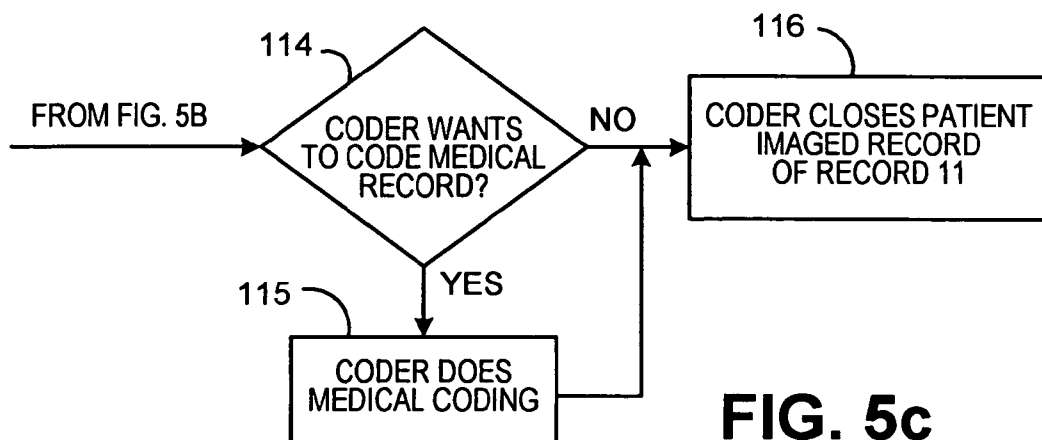 114
116
FROM FIG. 5B
CODER WANTS
TO CODE MEDICAL
RECORD?
NO
CODER CLOSES PATIENT
IMAGED RECORD
OF RECORD 11
YES
115
CODER DOES
MEDICAL CODING
FIG. 5c